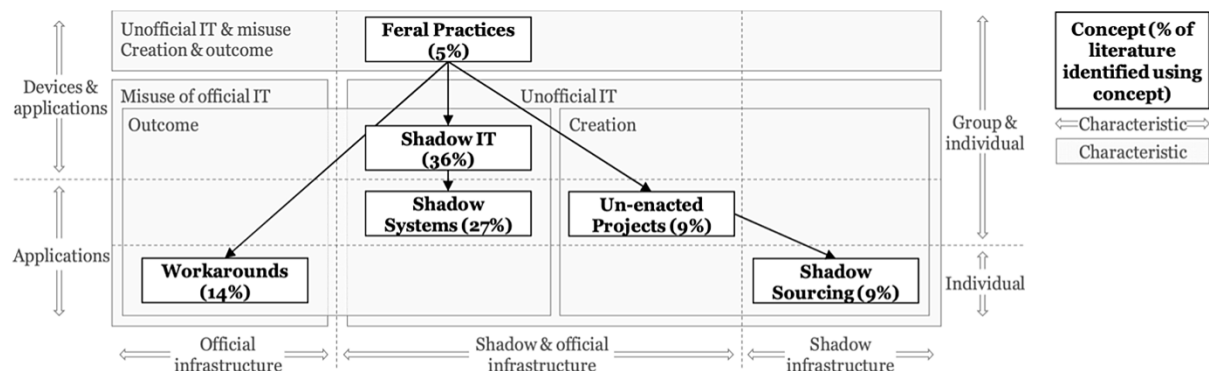 Unofficial IT & misuse
Creation & outcome
Feral Practices
(5%)
Concept (% of
literature
identified using
concept)
Characteristic
Characteristic
Devices &
applications
Misuse of official IT
Unofficial IT
Outcome
Creation
Group &
individual
Shadow IT
(36%)
Shadow
Systems (27%)
Un-enacted
Projects (9%)
Applications
Workarounds
(14%)
Shadow
Sourcing (9%)
Individual
Official
infrastructure
Shadow & official
infrastructure
Shadow
infrastructure